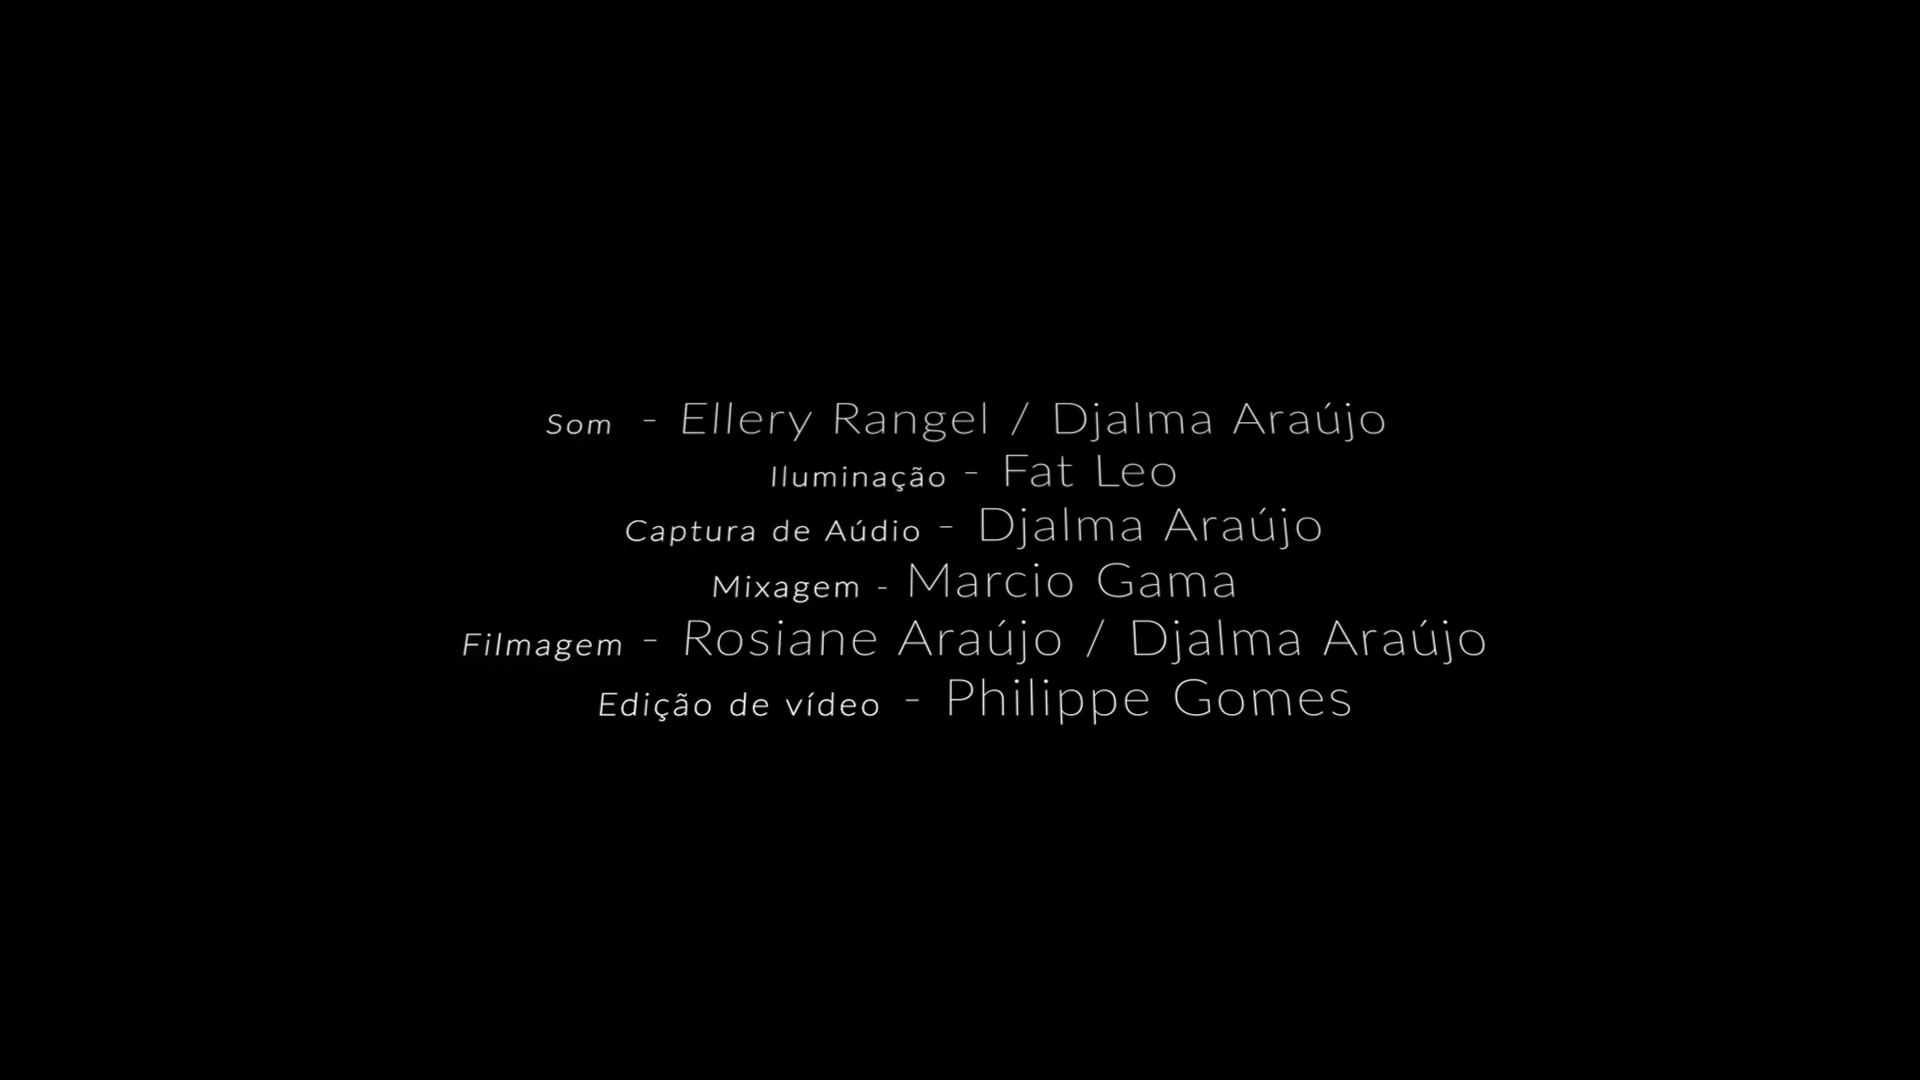 Som - Ellery Rangel / Djalma Araújo
Iluminação - Fat Leo
Captura de Aúdio - Djalma Araújo
Mixagem - Marcio Gama
Filmagem - Rosiane Araújo / Djalma Araújo
Edição de vídeo - Philippe Gomes